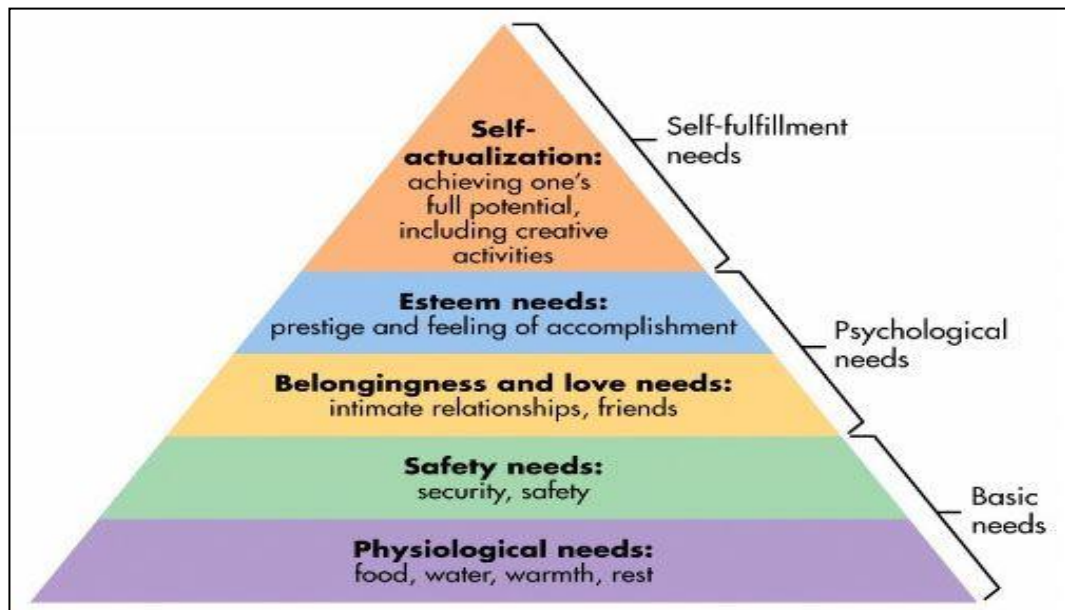 Self-
actualization:
achieving one's
full potential,
including creative
activities
Esteem needs:
prestige and feeling of accomplishment
Belongingness and love needs:
intimate relationships, friends
Safety needs:
security, safety
Physiological needs:
food, water, warmth, rest
Self-fulfillment
needs
Psychological
needs
Basic
needs